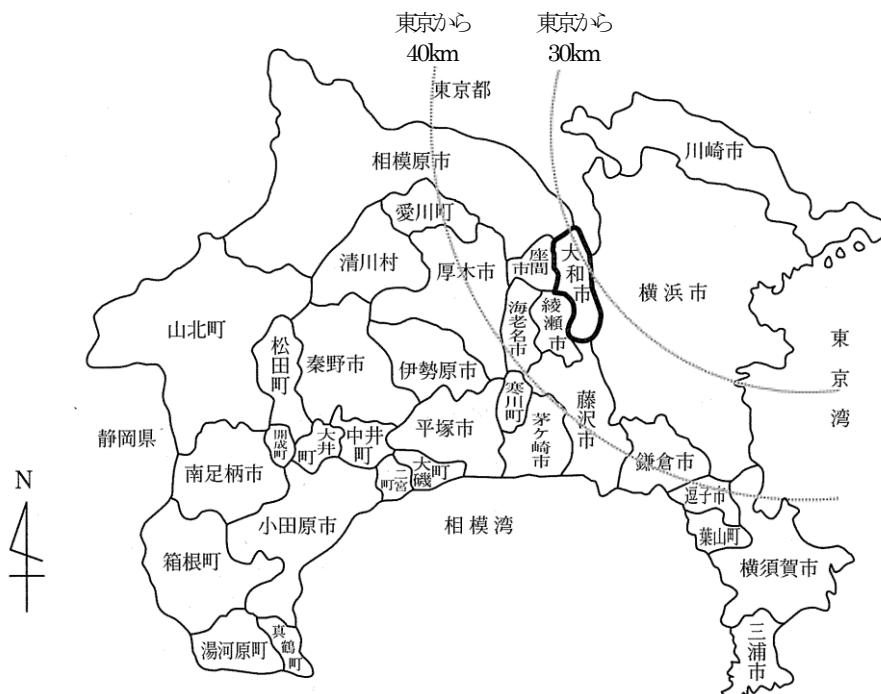 東京から
40km
東京から
30km
東京都
川崎市
相模原市
愛川町
清川村
厚木市
座間市
大和市
横浜市
海老名市
綾瀬市
山北町
松田町
秦野市
伊勢原市
寒川町
藤沢市
東京湾
静岡県
開成町
大井町
中井町
平塚市
茅ケ崎市
鎌倉市
N
南足柄市
二宮町
大磯町
逗子市
小田原市
相模湾
葉山町
箱根町
横須賀市
湯河原町
真鶴町
三浦市